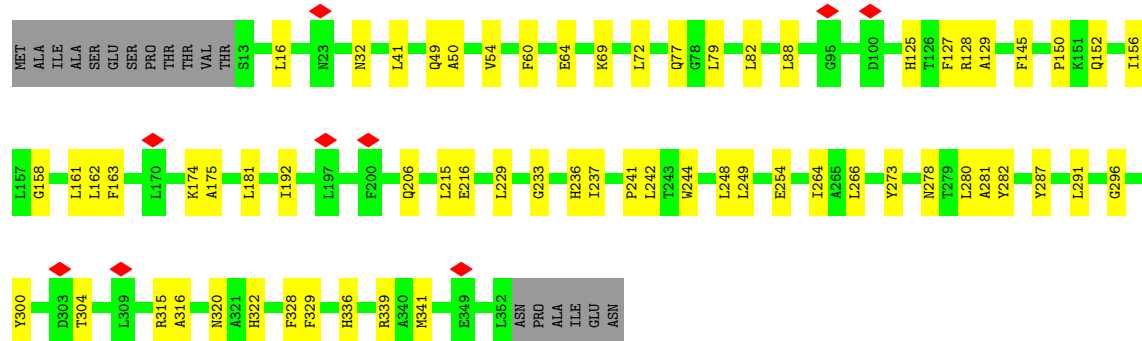 MET ALA ILE ALA SER GLU SER PRO THR THR VAL THR S13 L16 N23 N32 L41 Q49 A50 V54 F60 E64 K69 L72 Q77 G78 L79 L82 L88 G95 D100 H125 T126 F127 R128 A129 F145 P150 K151 Q152 I156
L157 G158 L161 L162 F163 L170 K174 A175 L181 I192 L197 F200 Q206 L215 E216 L229 G233 H236 I237 P241 L242 T243 W244 L248 L249 E254 I264 A265 L266 Y273 N278 T279 L280 A281 Y282 Y287 L291 G296
Y300 D303 T304 L309 R315 A316 N320 A321 H322 F328 F329 H336 R339 A340 M341 E349 L352 ASN PRO ALA ILE GLU ASN